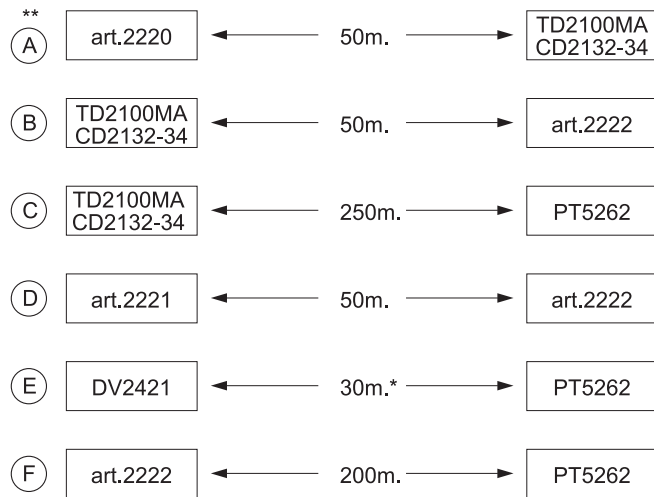 **
A art.2220 50m. TD2100MA
CD2132-34
B TD2100MA
CD2132-34 50m. art.2222
C TD2100MA
CD2132-34 250m. PT5262
D art.2221 50m. art.2222
E DV2421 30m.* PT5262
F art.2222 200m. PT5262